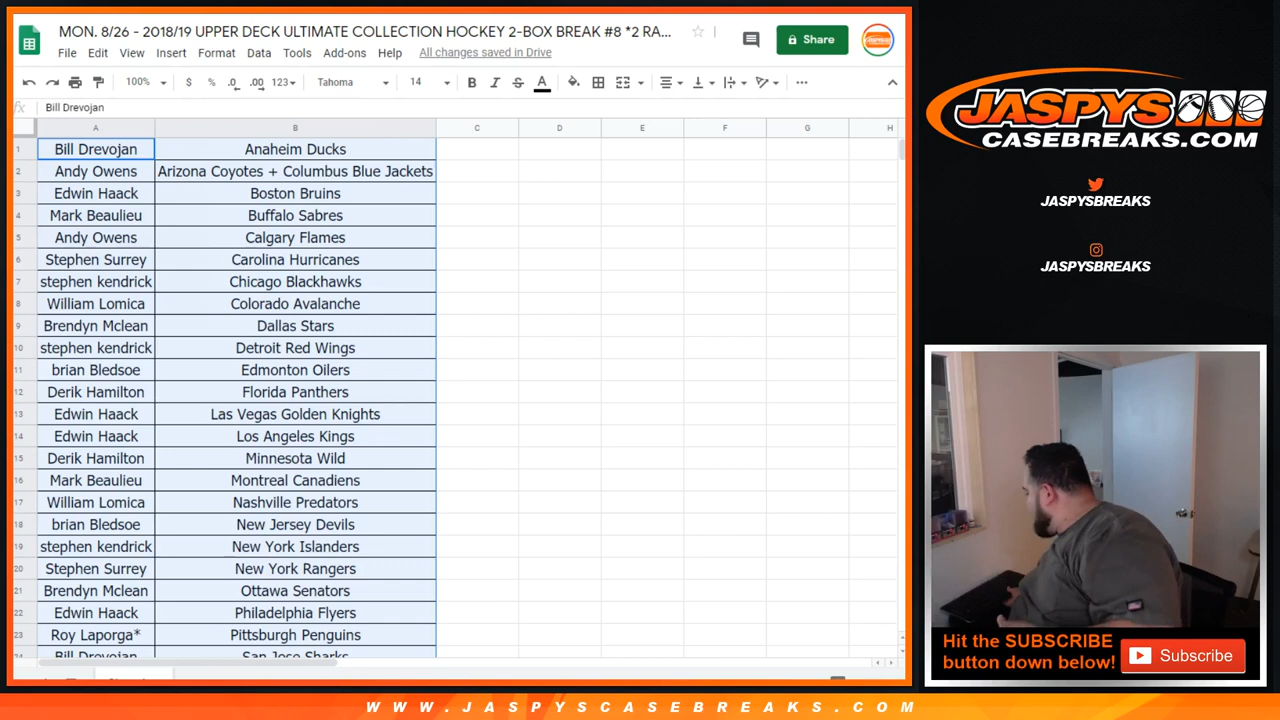 MON. 8/26 - 2018/19 UPPER DECK ULTIMATE COLLECTION HOCKEY 2-BOX BREAK #8 *2 RA...
Share
File Edit View Insert Format Data Tools Add-ons Help All changes saved in Drive
100% $ % .0 .00 123 Tahoma 14 B I S A
fx Bill Drevojan
A B C D E F G H
1 Bill Drevojan Anaheim Ducks
2 Andy Owens Arizona Coyotes + Columbus Blue Jackets
3 Edwin Haack Boston Bruins
4 Mark Beaulieu Buffalo Sabres
5 Andy Owens Calgary Flames
6 Stephen Surrey Carolina Hurricanes
7 stephen kendrick Chicago Blackhawks
8 William Lomica Colorado Avalanche
9 Brendyn Mclean Dallas Stars
10 stephen kendrick Detroit Red Wings
11 brian Bledsoe Edmonton Oilers
12 Derik Hamilton Florida Panthers
13 Edwin Haack Las Vegas Golden Knights
14 Edwin Haack Los Angeles Kings
15 Derik Hamilton Minnesota Wild
16 Mark Beaulieu Montreal Canadiens
17 William Lomica Nashville Predators
18 brian Bledsoe New Jersey Devils
19 stephen kendrick New York Islanders
20 Stephen Surrey New York Rangers
21 Brendyn Mclean Ottawa Senators
22 Edwin Haack Philadelphia Flyers
23 Roy Laporga* Pittsburgh Penguins
24 Bill Drevojan San Jose Sharks
JASPYS
CASEBREAKS.COM
JASPYSBREAKS
JASPYSBREAKS
Hit the SUBSCRIBE
button down below!
Subscribe
WWW.JASPYSCASEBREAKS.COM